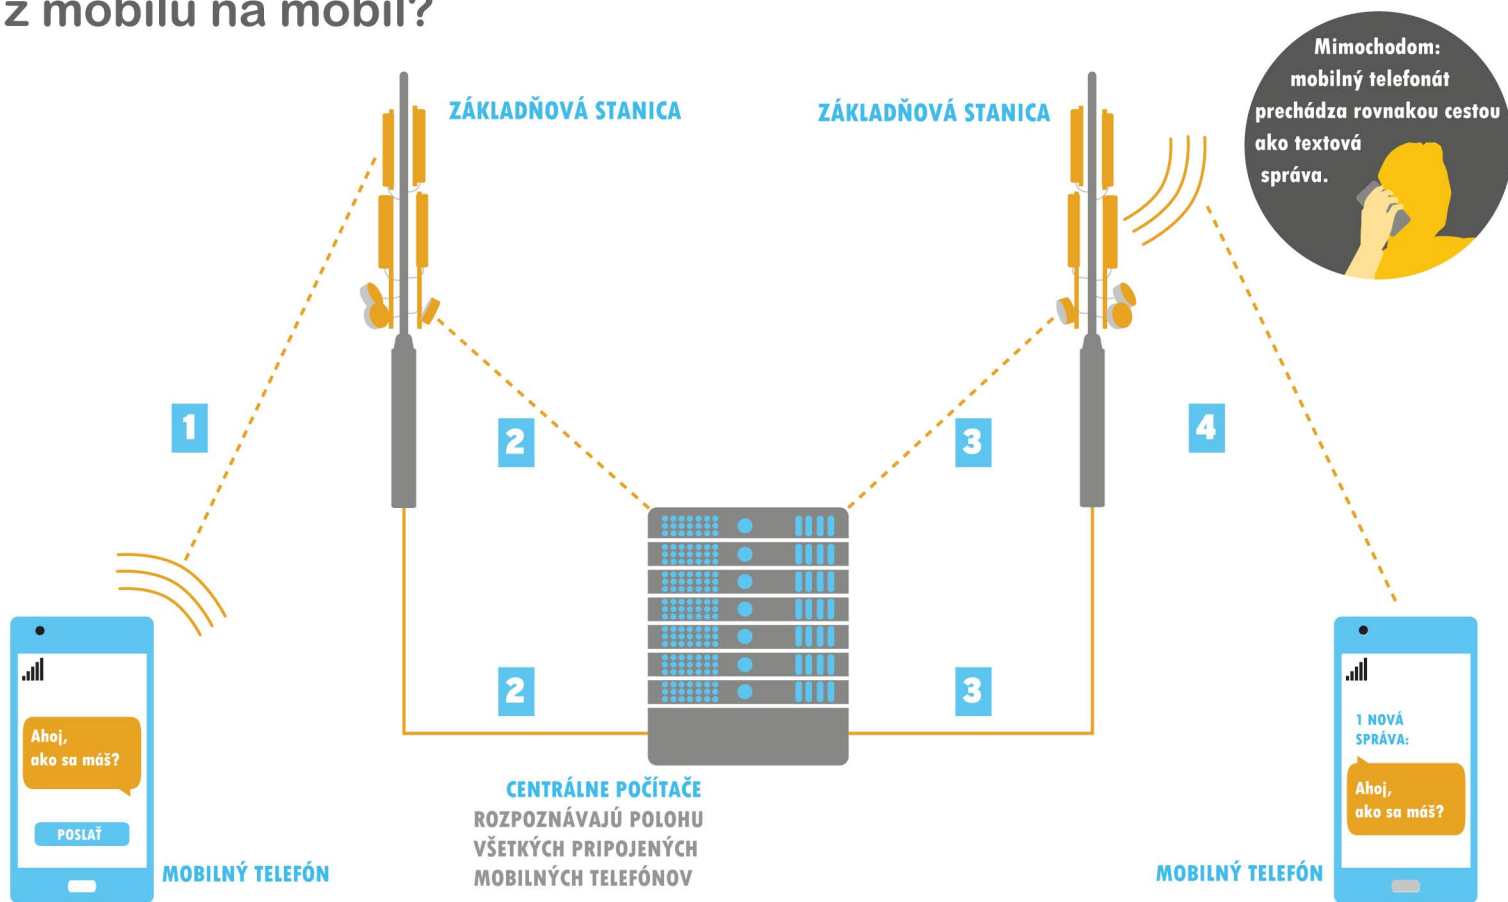 z mobilu na mobil?
ZÁKLADŇOVÁ STANICA
ZÁKLADŇOVÁ STANICA
Mimochodom:
mobilný telefonát
prechádza rovnakou cestou
ako textová
správa.
1
2
3
4
2
3
Ahoj,
ako sa máš?
POSLAŤ
MOBILNÝ TELEFÓN
CENTRÁLNE POČÍTAČE
ROZPOZNÁVAJÚ POLOHU
VŠETKÝCH PRIPOJENÝCH
MOBILNÝCH TELEFÓNOV
1 NOVÁ
SPRÁVA:
Ahoj,
ako sa máš?
MOBILNÝ TELEFÓN